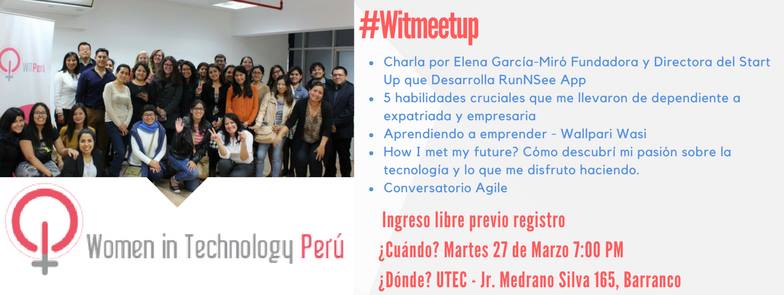 WITPerú
Women in Technology Perú
#Witmeetup
Charla por Elena García-Miró Fundadora y Directora del Start
Up que Desarrolla RunNSee App
5 habilidades cruciales que me llevaron de dependiente a
expatriada y empresaria
Aprendiendo a emprender - Wallpari Wasi
How I met my future? Cómo descubrí mi pasión sobre la
tecnología y lo que me disfruto haciendo.
Conversatorio Agile
Ingreso libre previo registro
¿Cuándo? Martes 27 de Marzo 7:00 PM
¿Dónde? UTEC - Jr. Medrano Silva 165, Barranco